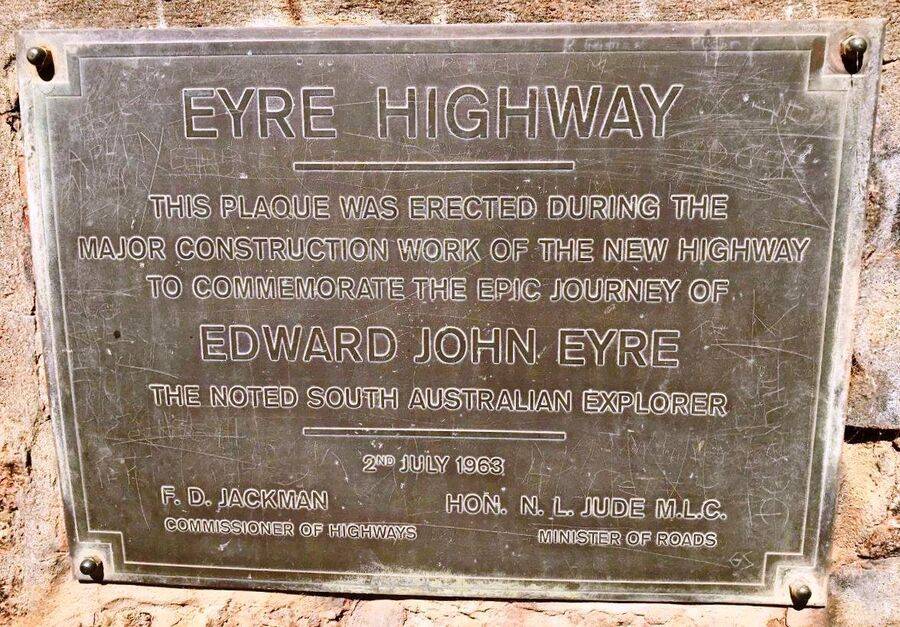 EYRE HIGHWAY
THIS PLAQUE WAS ERECTED DURING THE
MAJOR CONSTRUCTION WORK OF THE NEW HIGHWAY
TO COMMEMORATE THE EPIC JOURNEY OF
EDWARD JOHN EYRE
THE NOTED SOUTH AUSTRALIAN EXPLORER
2ND JULY 1963
F. D. JACKMAN HON. N. L. JUDE M.L.C.
COMMISSIONER OF HIGHWAYS MINISTER OF ROADS
GS